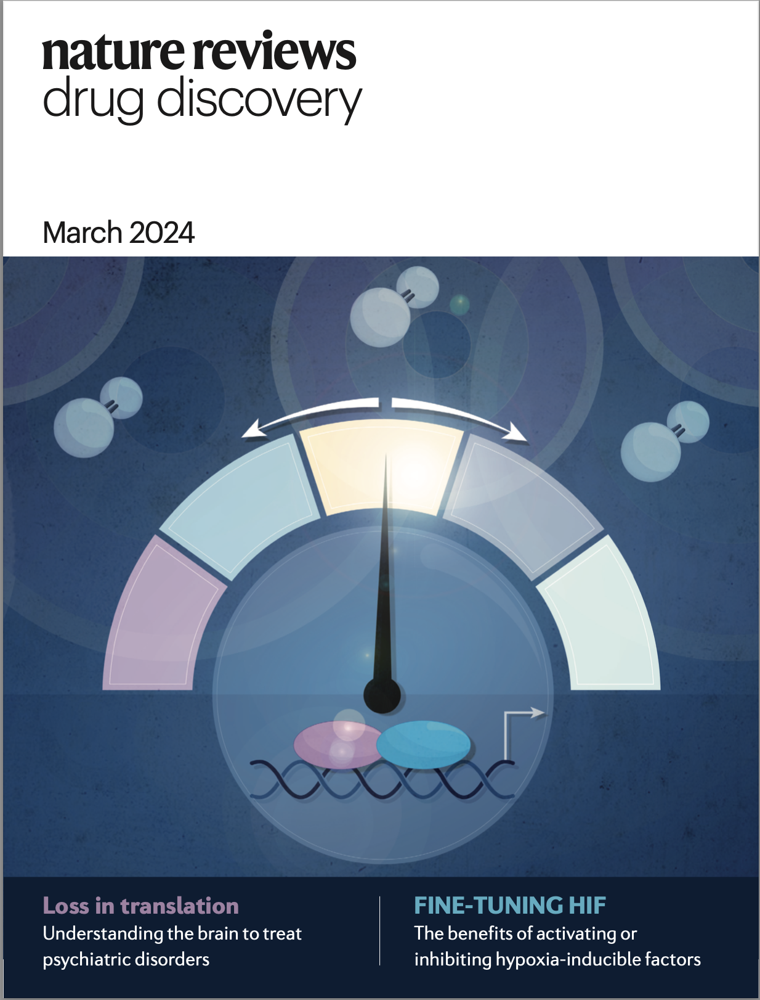 nature reviews
drug discovery
March 2024
Loss in translation
Understanding the brain to treat
psychiatric disorders
FINE-TUNING HIF
The benefits of activating or
inhibiting hypoxia-inducible factors